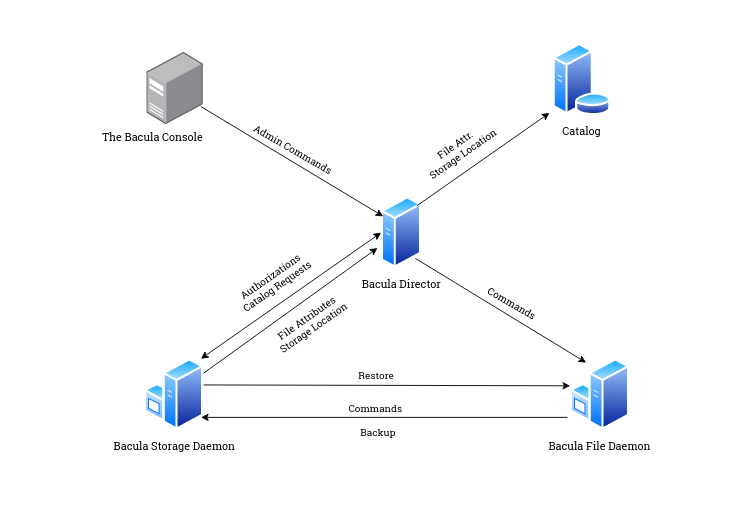 The Bacula Console
Catalog
Admin Commands
File Attr.
Storage Location
Bacula Director
Authorizations
Catalog Requests
File Attributes
Storage Location
Commands
Restore
Commands
Backup
Bacula Storage Daemon
Bacula File Daemon